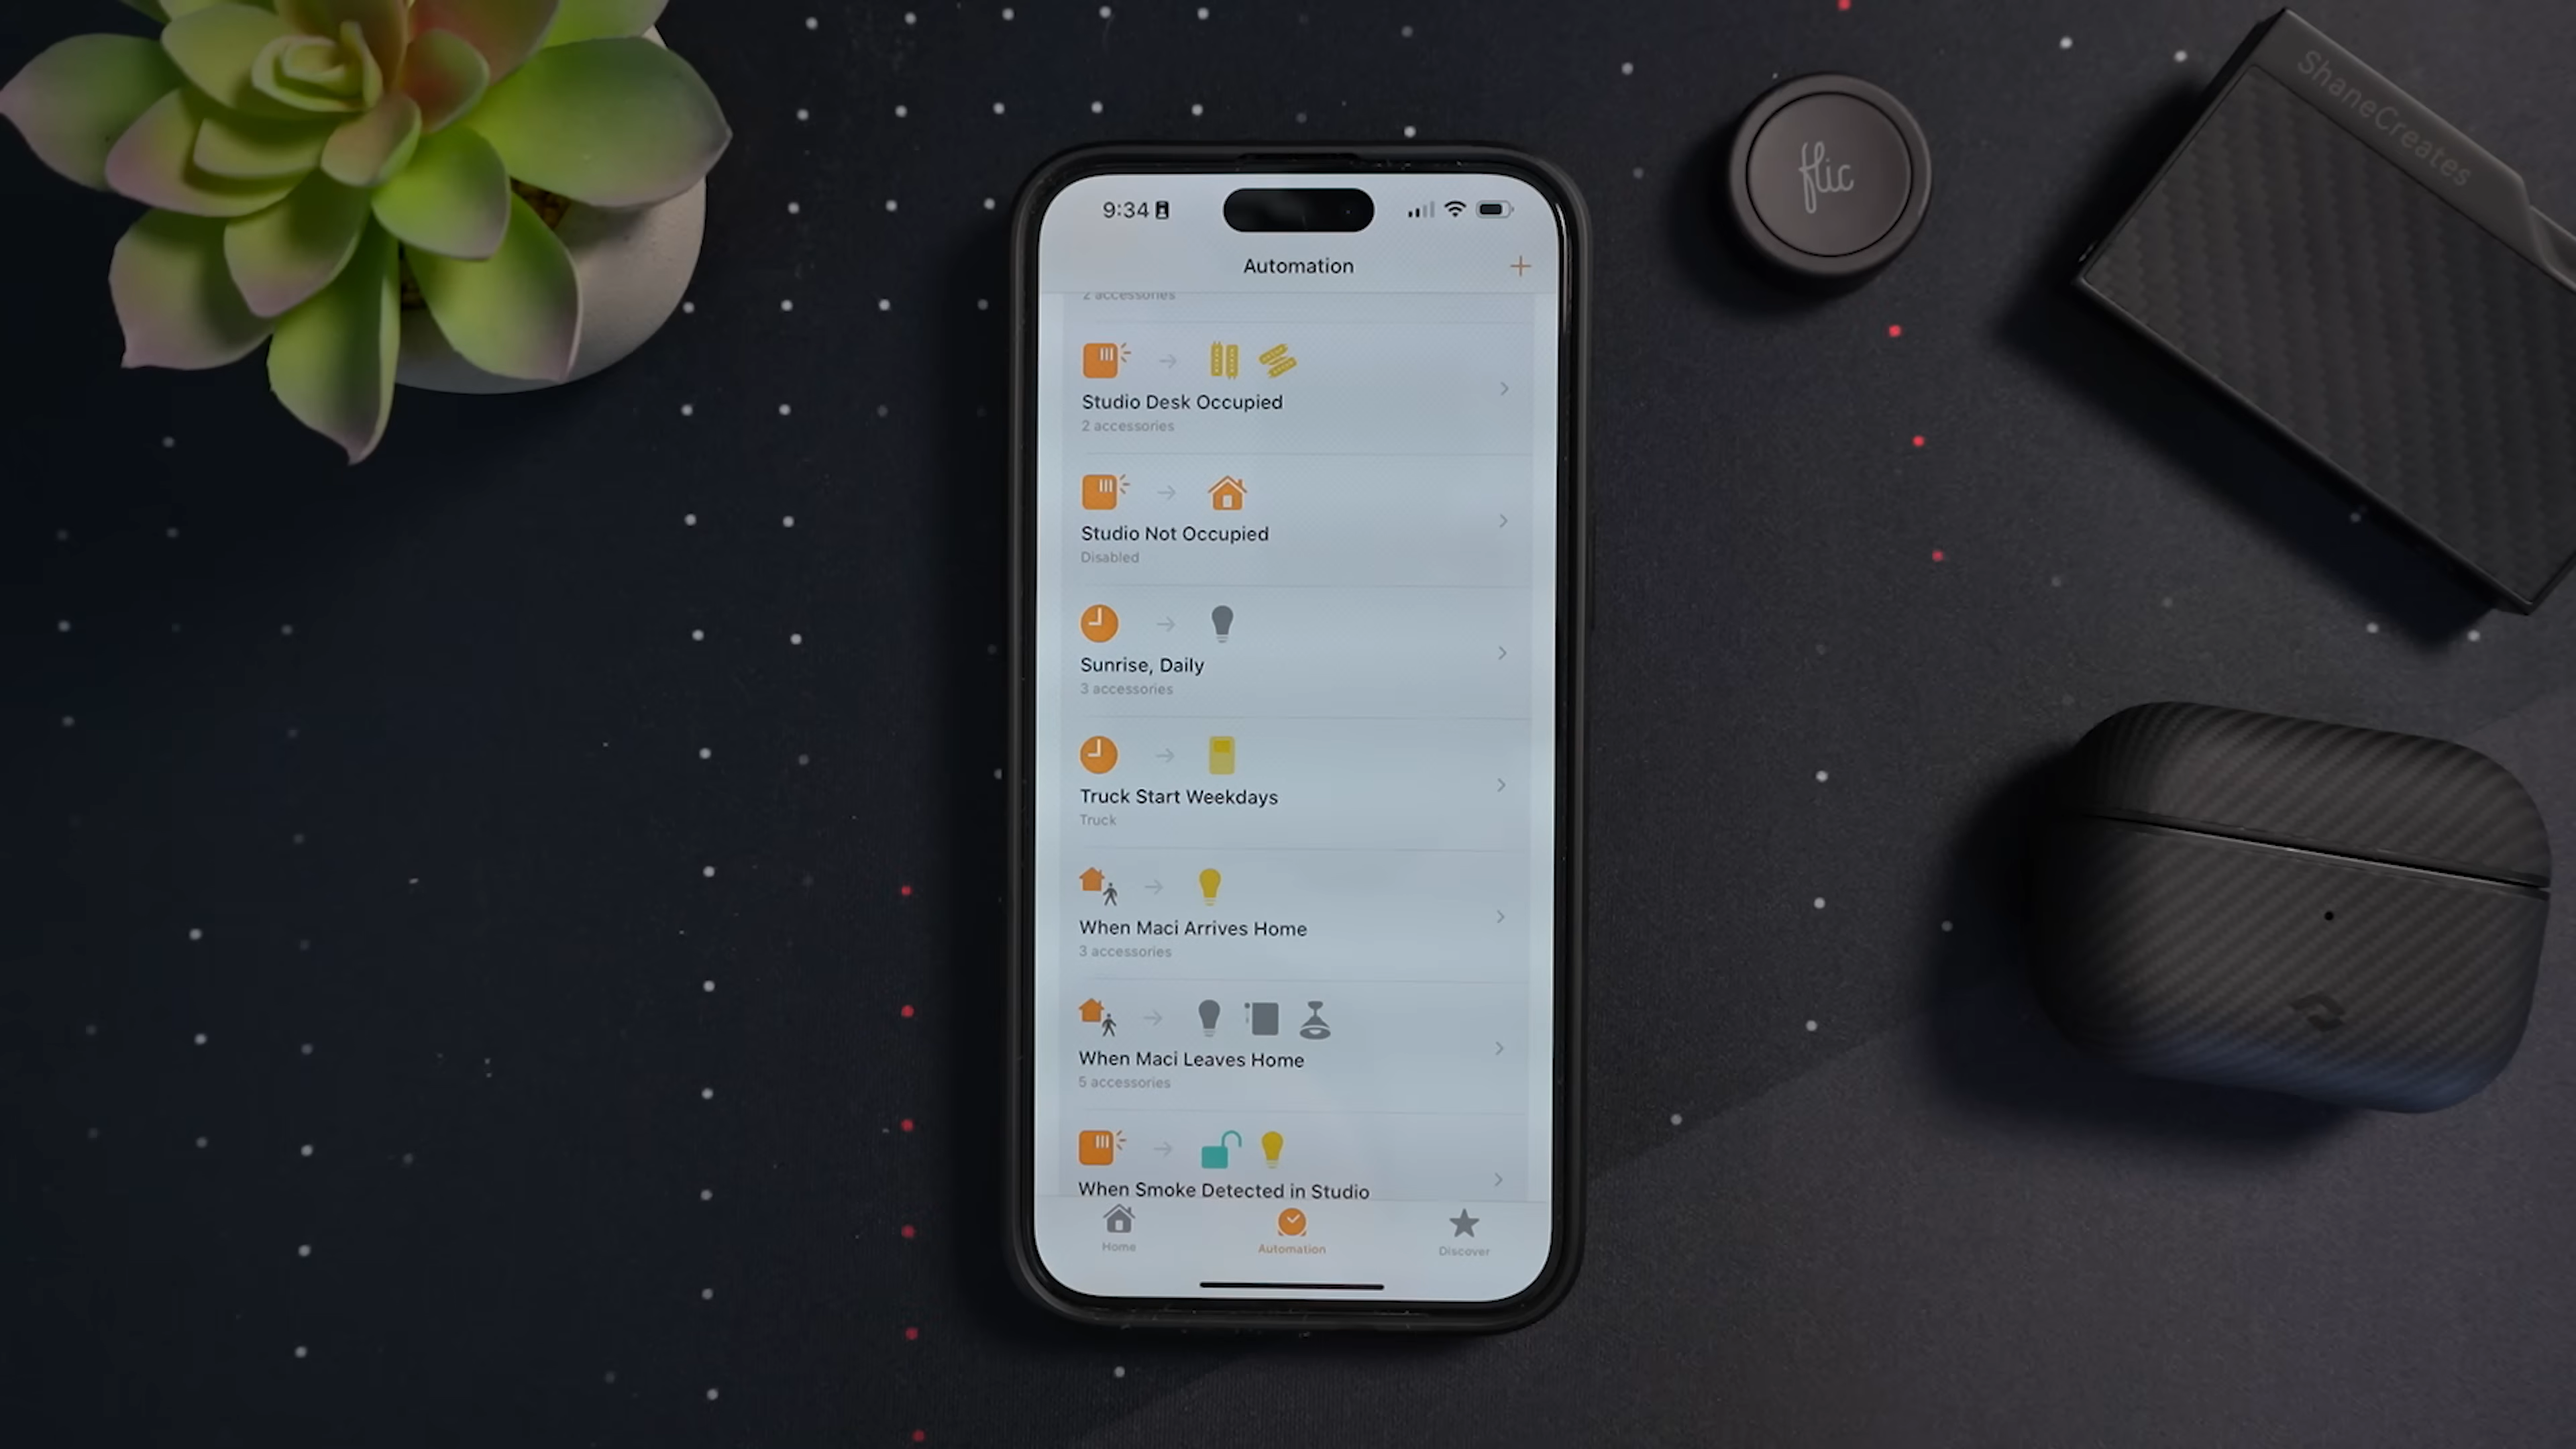 ShaneCreates
flic
9:34
Automation
2 accessories
Studio Desk Occupied
2 accessories
Studio Not Occupied
Disabled
Sunrise, Daily
3 accessories
Truck Start Weekdays
Truck
When Maci Arrives Home
3 accessories
When Maci Leaves Home
5 accessories
When Smoke Detected in Studio
Home
Automation
Discover